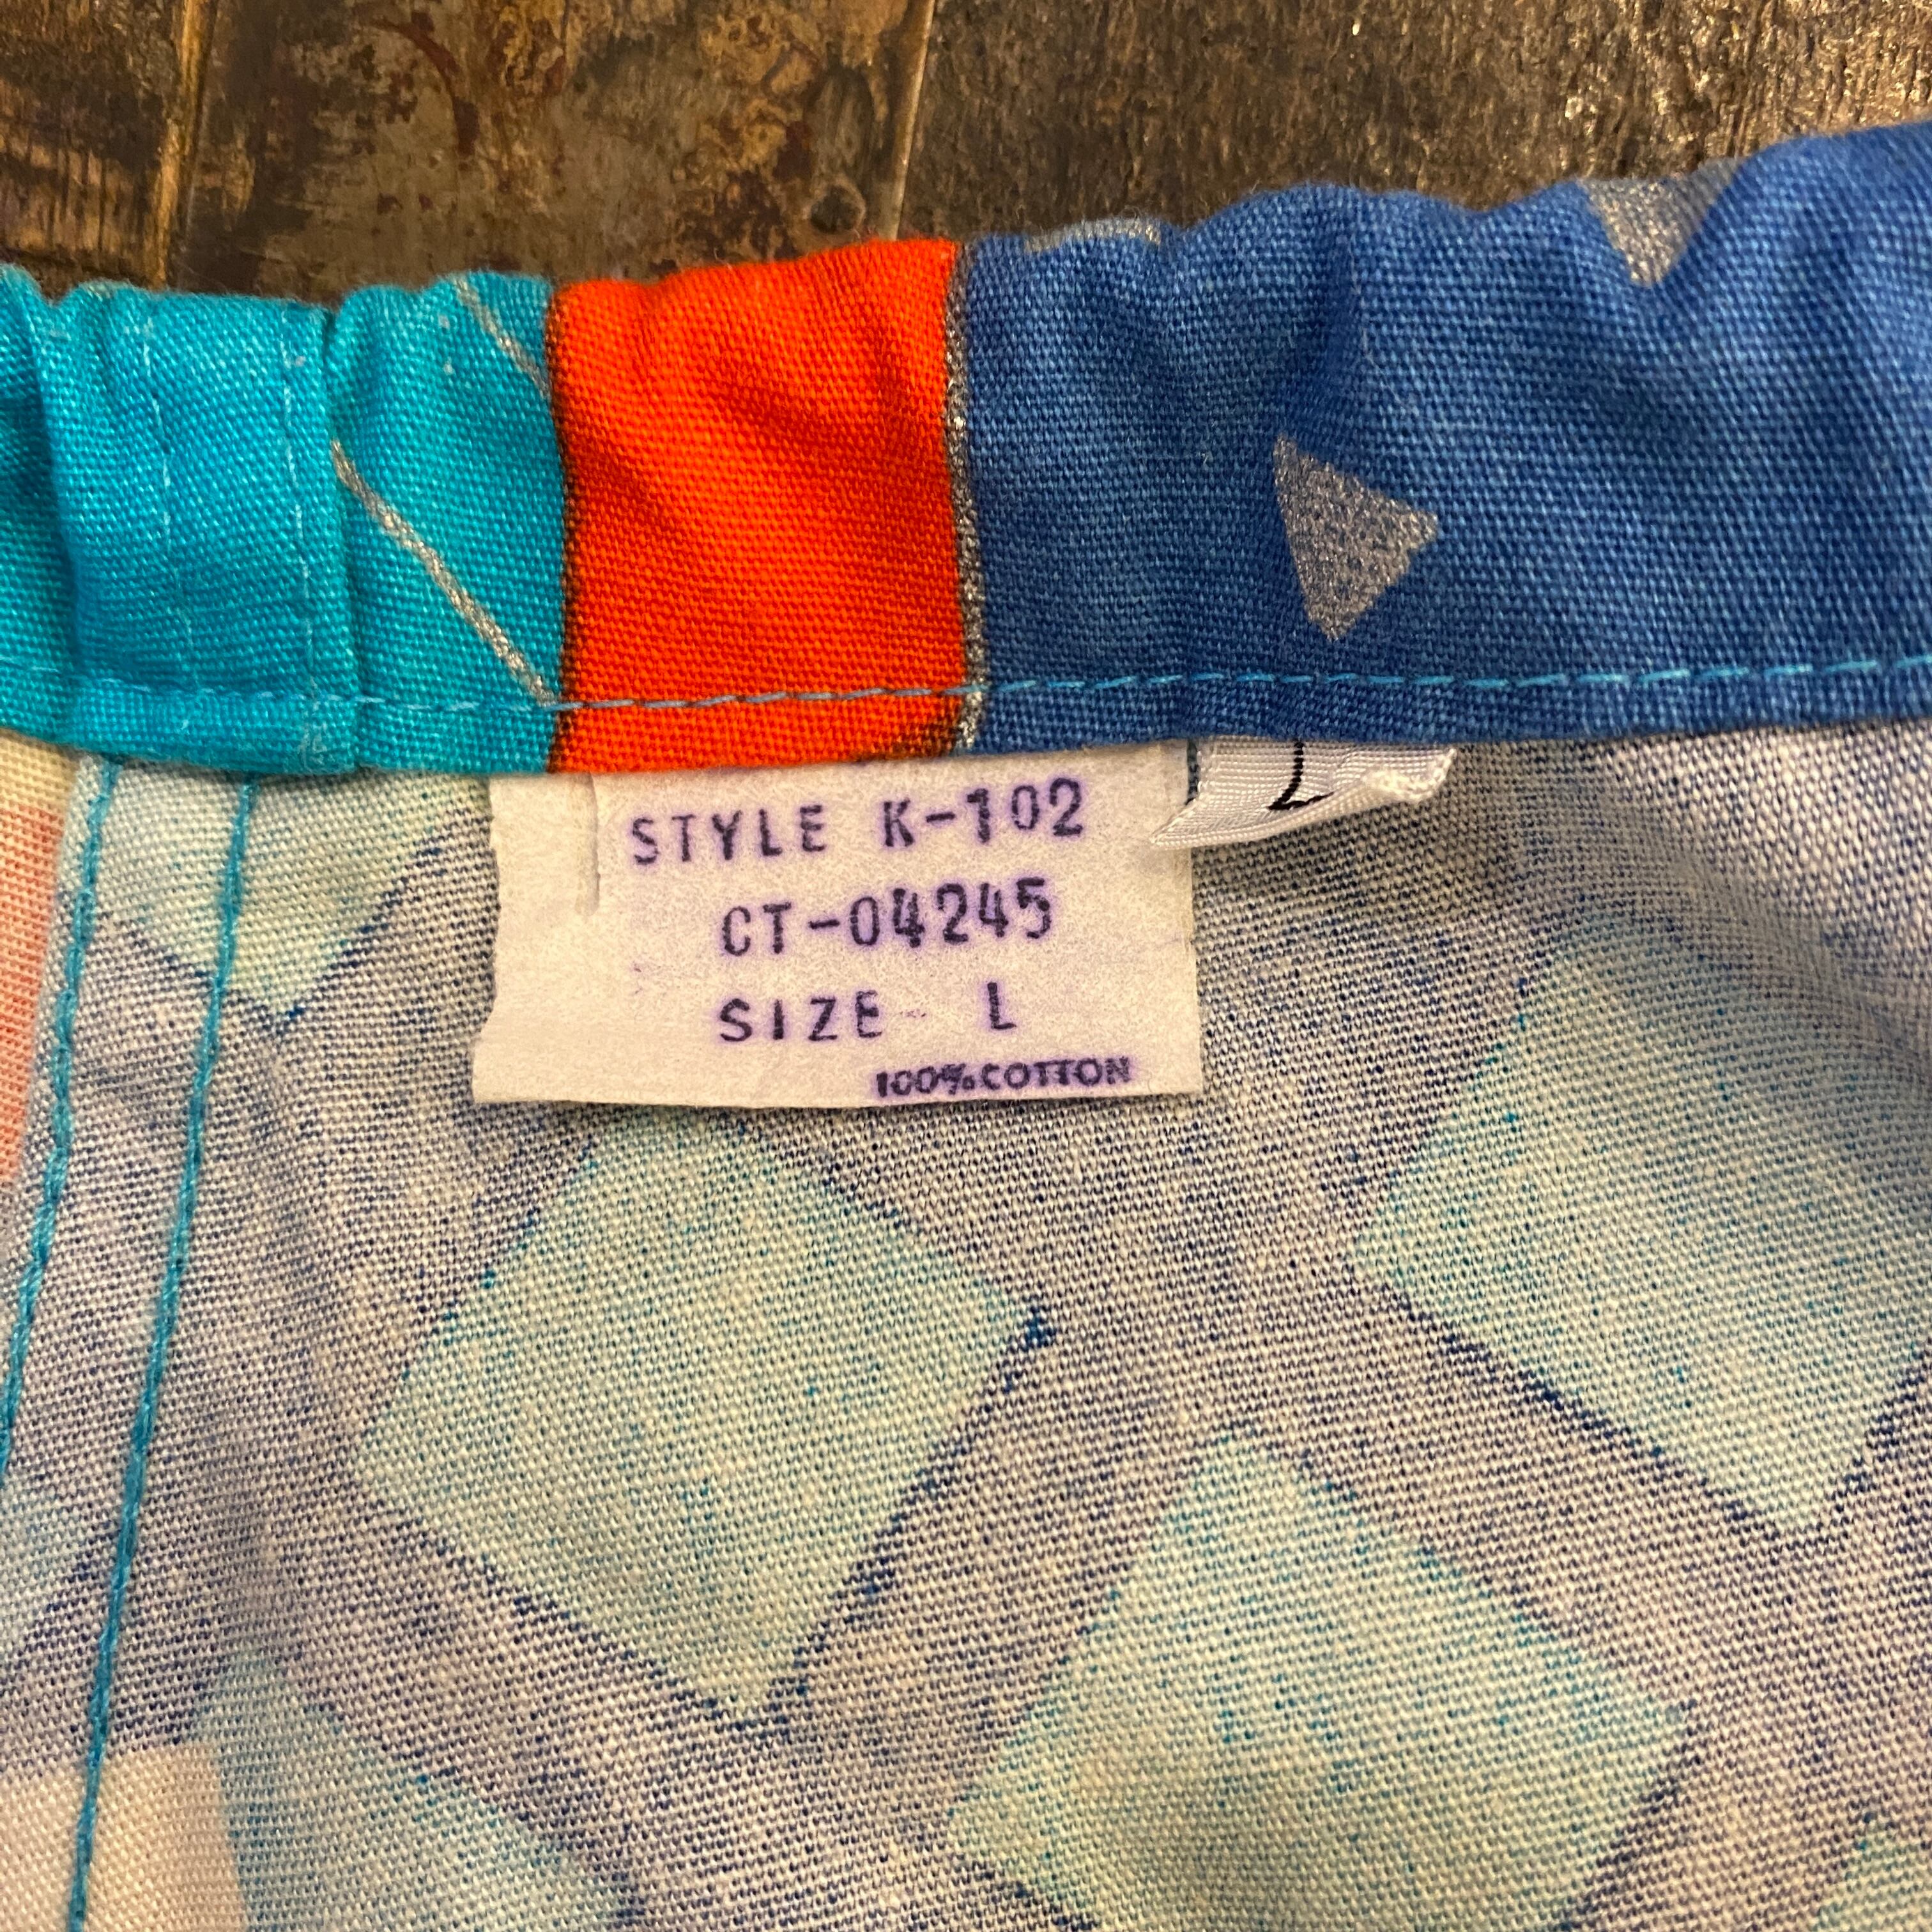 STYLE K-102
CT-04245
SIZE L
100% COTTON